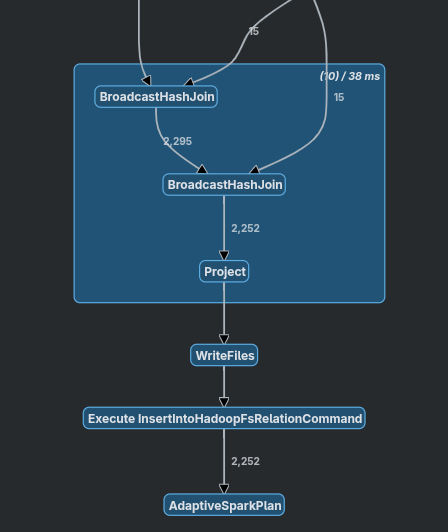 15
(10) / 38 ms
BroadcastHashJoin
15
2,295
BroadcastHashJoin
2,252
Project
WriteFiles
Execute InsertIntoHadoopFsRelationCommand
2,252
AdaptiveSparkPlan